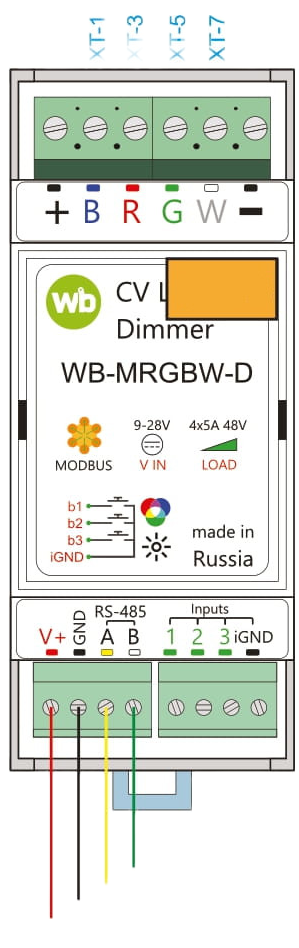 XT-1 XT-3 XT-5 XT-7
+ B R G W -
wb
CV L
Dimmer
WB-MRGBW-D
9-28V 4x5A 48V
MODBUS V IN LOAD
b1
b2
b3
iGND
made in
Russia
RS-485 Inputs
V+ GND A B 1 2 3 iGND